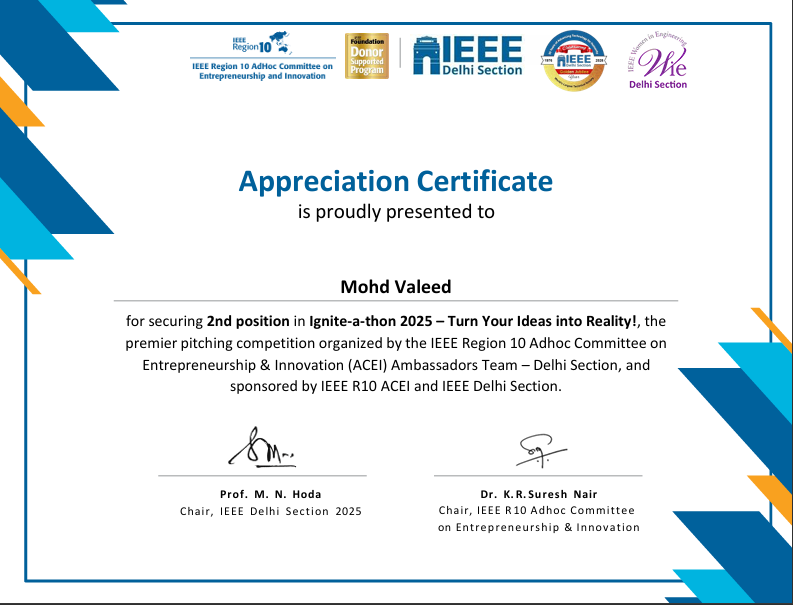 IEEE
Region 10
IEEE Region 10 AdHoc Committee on
Entrepreneurship and Innovation
Foundation
Donor
Supported
Program
IEEE
Delhi Section
IEEE
IEEE Women in Engineering
Wie
Delhi Section
Appreciation Certificate
is proudly presented to
Mohd Valeed
for securing 2nd position in Ignite-a-thon 2025 – Turn Your Ideas into Reality!, the
premier pitching competition organized by the IEEE Region 10 Adhoc Committee on
Entrepreneurship & Innovation (ACEI) Ambassadors Team – Delhi Section, and
sponsored by IEEE R10 ACEI and IEEE Delhi Section.
Prof. M. N. Hoda
Chair, IEEE Delhi Section 2025
Dr. K.R.Suresh Nair
Chair, IEEE R10 Adhoc Committee
on Entrepreneurship & Innovation